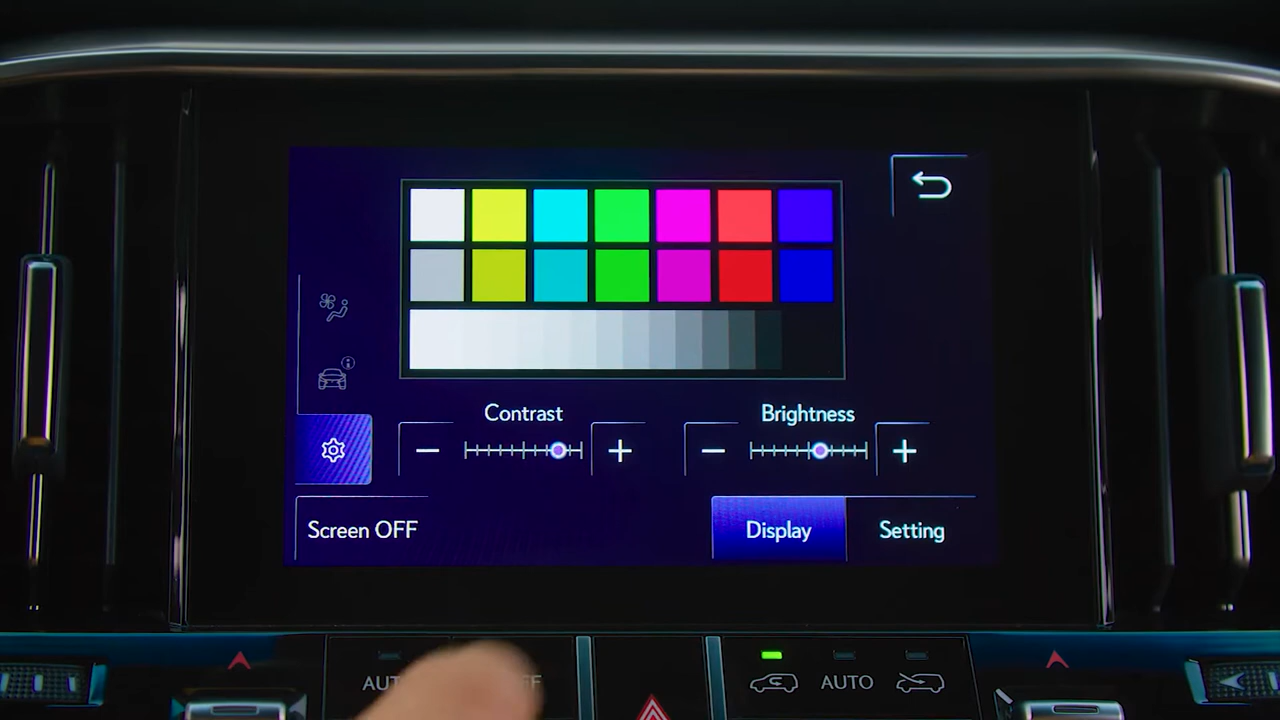 Contrast
Brightness
Screen OFF
Display
Setting
AUTO